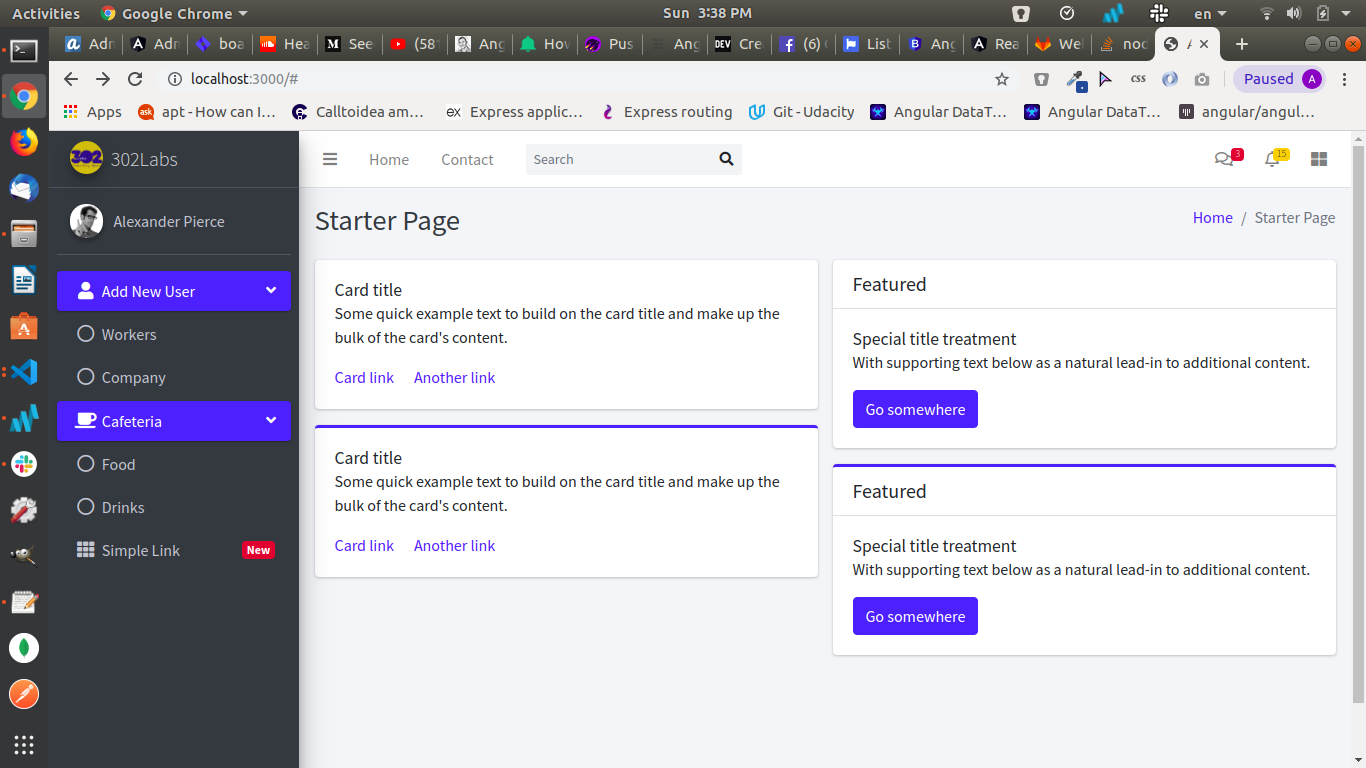 Activities Google Chrome Sun 3:38 PM en
Adr Adr boa Hea See (58 Ang Hov Pus Ang Cre (6) List Ang Rea Wel noc
localhost:3000/# Paused A
Apps apt - How can I... Calltoidea am... Express applic... Express routing Git - Udacity Angular DataT... Angular DataT... angular/angul...
302 302Labs
Home Contact Search 3 15
Alexander Pierce
Starter Page
Home / Starter Page
Add New User
Workers
Company
Cafeteria
Food
Drinks
Simple Link New
Card title
Some quick example text to build on the card title and make up the
bulk of the card's content.
Card link Another link
Card title
Some quick example text to build on the card title and make up the
bulk of the card's content.
Card link Another link
Featured
Special title treatment
With supporting text below as a natural lead-in to additional content.
Go somewhere
Featured
Special title treatment
With supporting text below as a natural lead-in to additional content.
Go somewhere